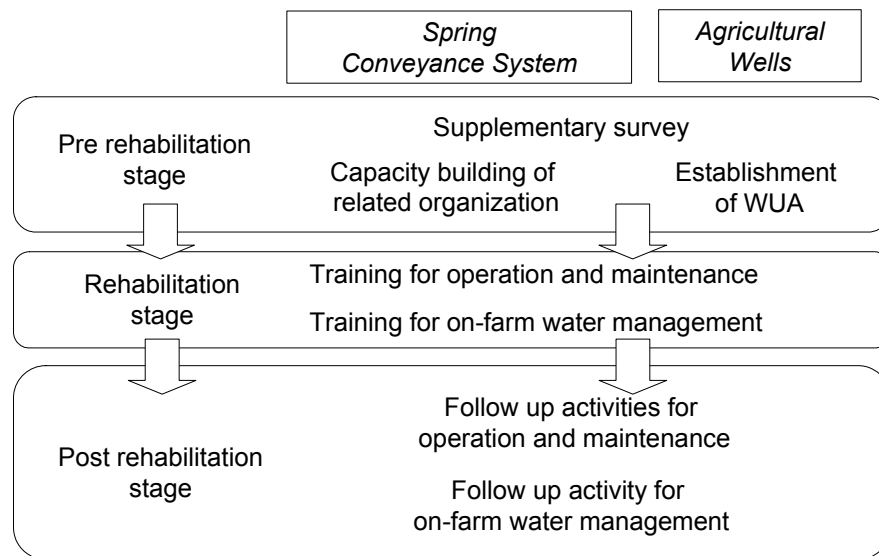 Spring
Conveyance System
Agricultural
Wells
Pre rehabilitation
stage
Supplementary survey
Capacity building of
related organization
Establishment
of WUA
Rehabilitation
stage
Training for operation and maintenance
Training for on-farm water management
Post rehabilitation
stage
Follow up activities for
operation and maintenance
Follow up activity for
on-farm water management